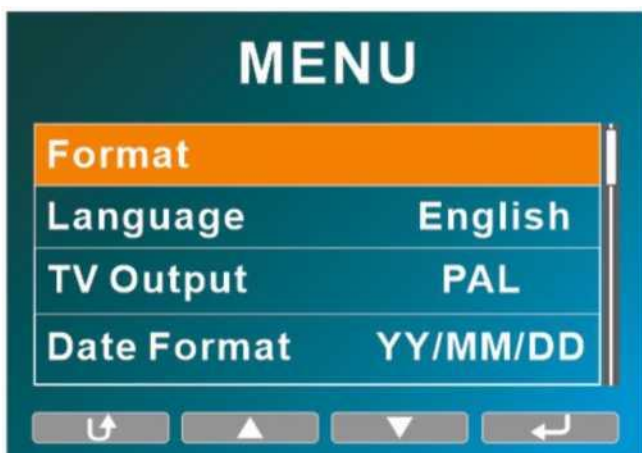 MENU
Format
Language English
TV Output PAL
Date Format YY/MM/DD